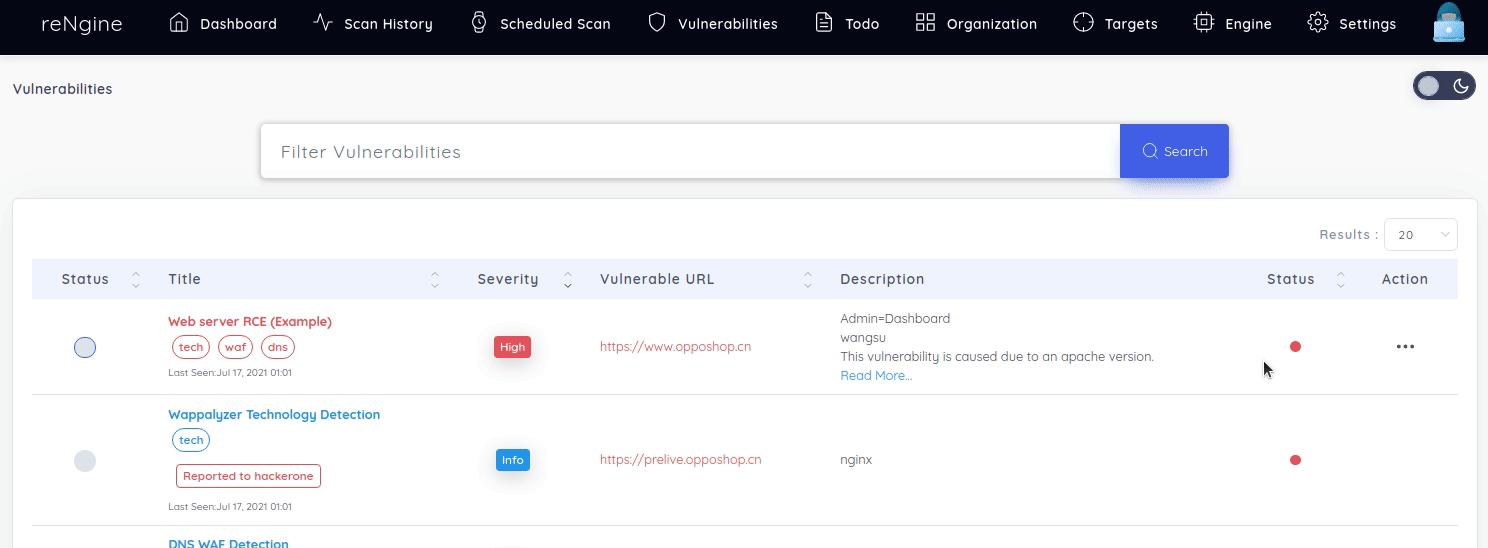 reNgine Dashboard Scan History Scheduled Scan Vulnerabilities Todo Organization Targets Engine Settings
Vulnerabilities
Filter Vulnerabilities Search
Results : 20
Status Title Severity Vulnerable URL Description Status Action
Web server RCE (Example)
tech waf dns
Last Seen:Jul 17, 2021 01:01
High
https://www.opposhop.cn
Admin=Dashboard
wangsu
This vulnerability is caused due to an apache version.
Read More...
Wappalyzer Technology Detection
tech
Reported to hackerone
Last Seen:Jul 17, 2021 01:01
Info
https://prelive.opposhop.cn
nginx
DNS WAF Detection